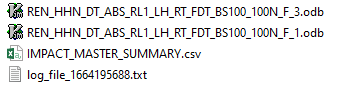 REN_HHN_DT_ABS_RL1_LH_RT_FDT_BS100_100N_F_3.odb
REN_HHN_DT_ABS_RL1_LH_RT_FDT_BS100_100N_F_1.odb
IMPACT_MASTER_SUMMARY.csv
log_file_1664195688.txt